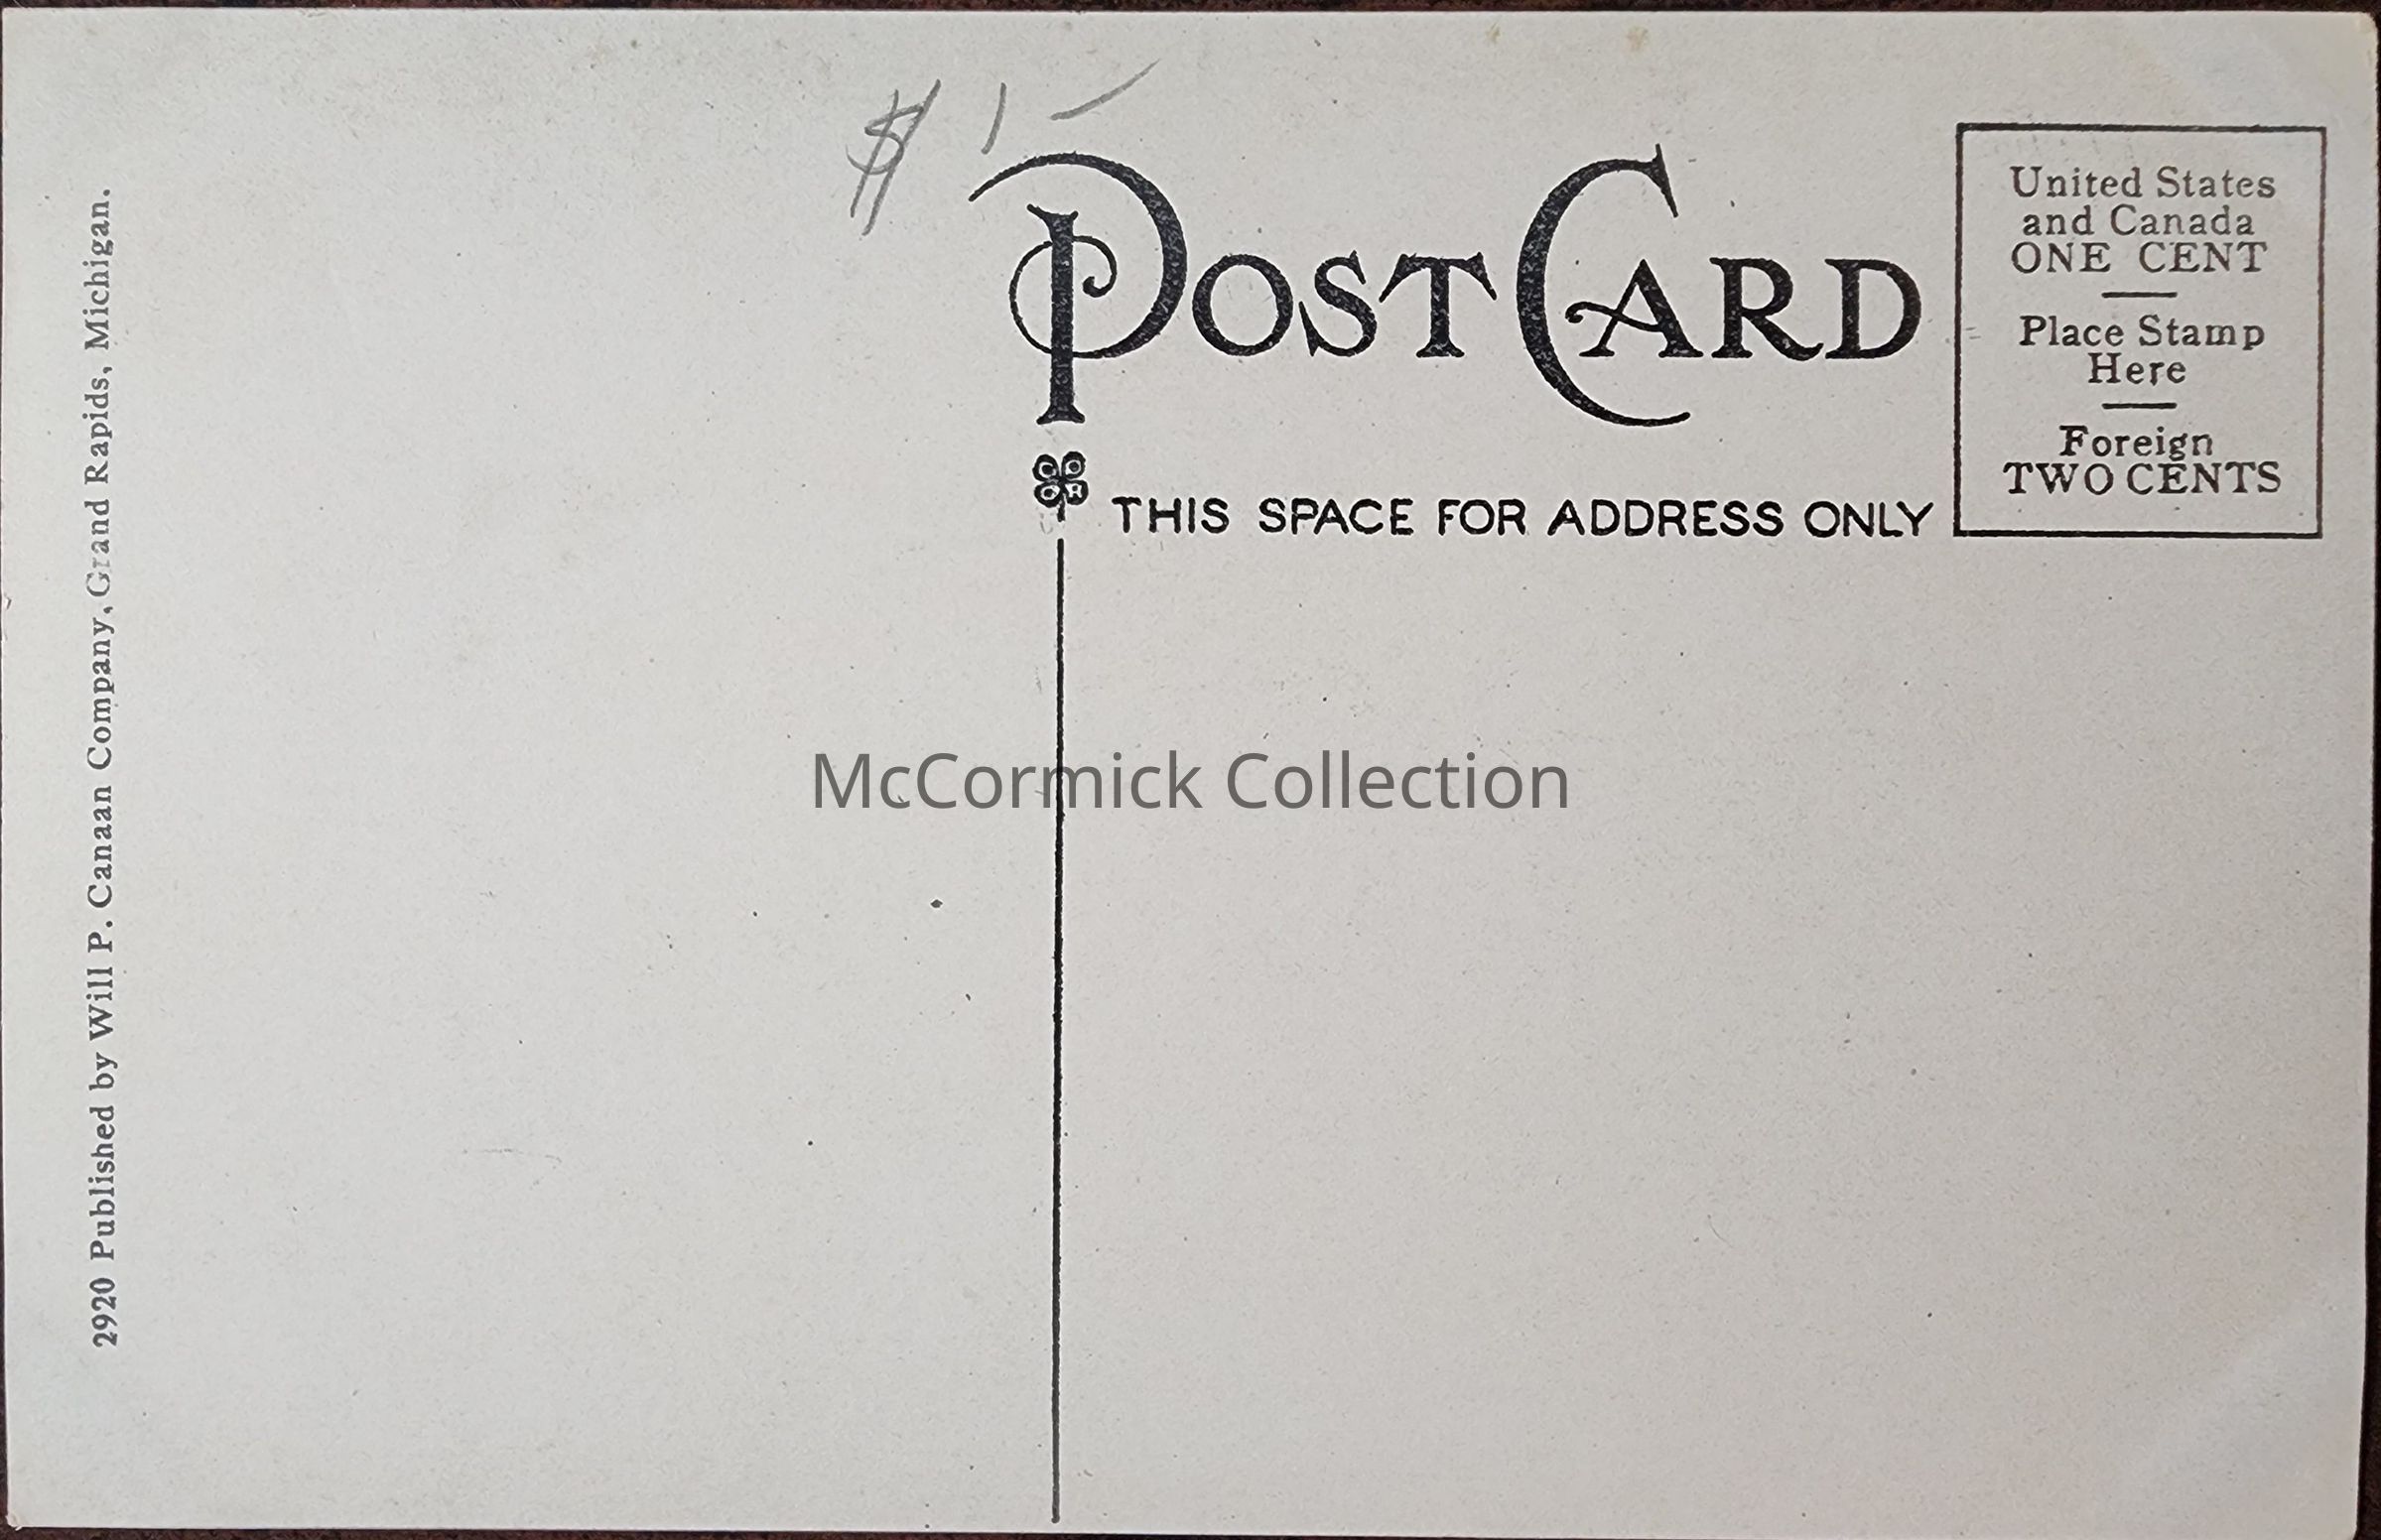 $ 1 —
POST CARD
United States
and Canada
ONE CENT
Place Stamp
Here
Foreign
TWO CENTS
THIS SPACE FOR ADDRESS ONLY
2920 Published by Will P. Canaan Company, Grand Rapids, Michigan.
McCormick Collection